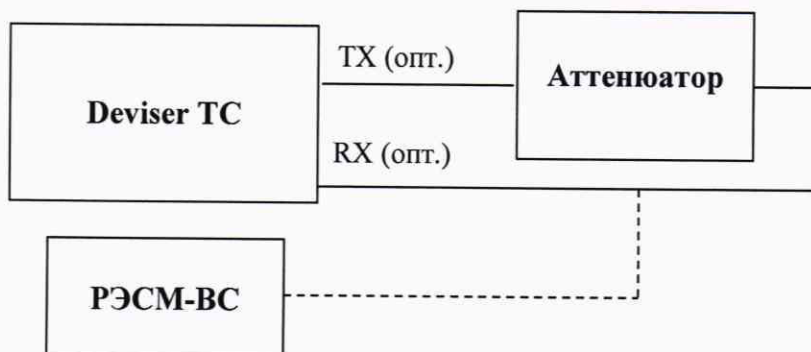 TX (опт.)
Аттенюатор
Deviser TC
RX (опт.)
РЭСМ-ВС